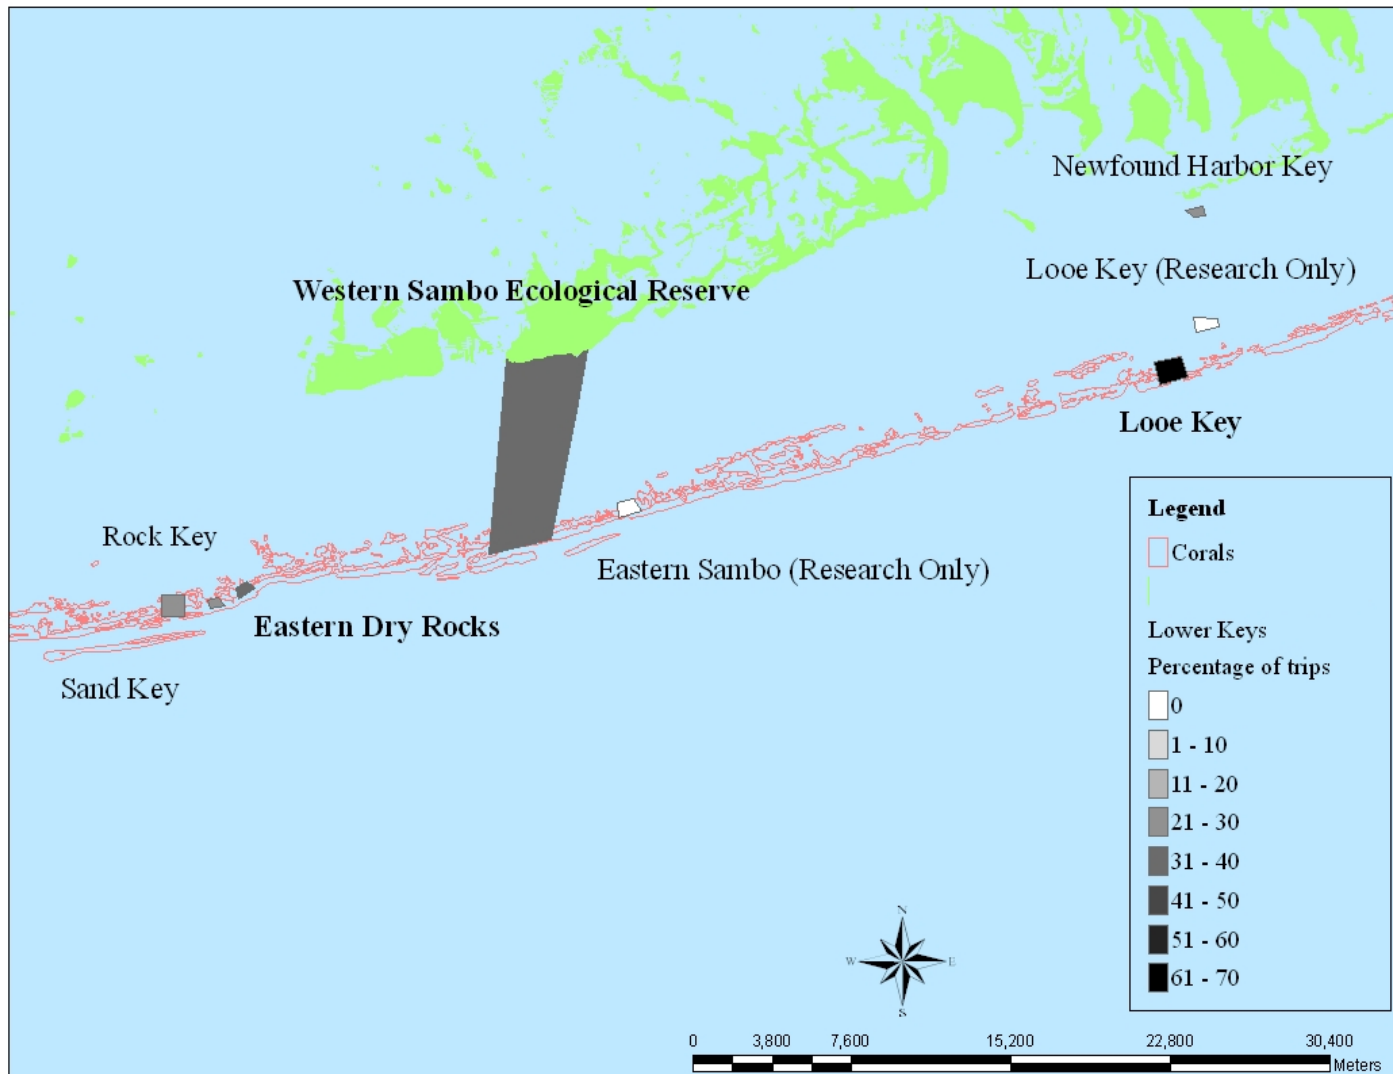 Newfound Harbor Key
Looe Key (Research Only)
Western Sambo Ecological Reserve
Looe Key
Rock Key
Eastern Sambo (Research Only)
Eastern Dry Rocks
Sand Key
Legend
Corals
Lower Keys
Percentage of trips
0
1 - 10
11 - 20
21 - 30
31 - 40
41 - 50
51 - 60
61 - 70
N
W E
S
0 3,800 7,600 15,200 22,800 30,400
Meters